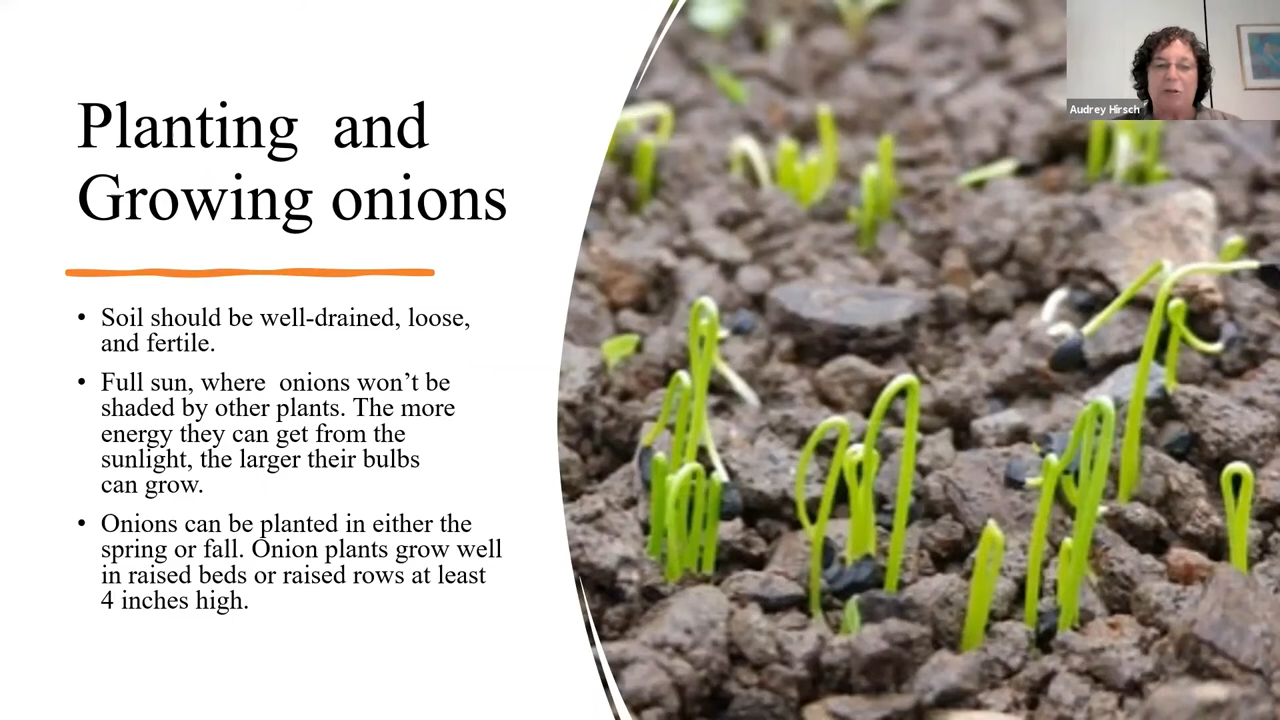 Planting  and
Growing onions
• Soil should be well-drained, loose,
and fertile.
• Full sun, where  onions won’t be
shaded by other plants. The more
energy they can get from the
sunlight, the larger their bulbs
can grow.
• Onions can be planted in either the
spring or fall. Onion plants grow well
in raised beds or raised rows at least
4 inches high.
Audrey Hirsch